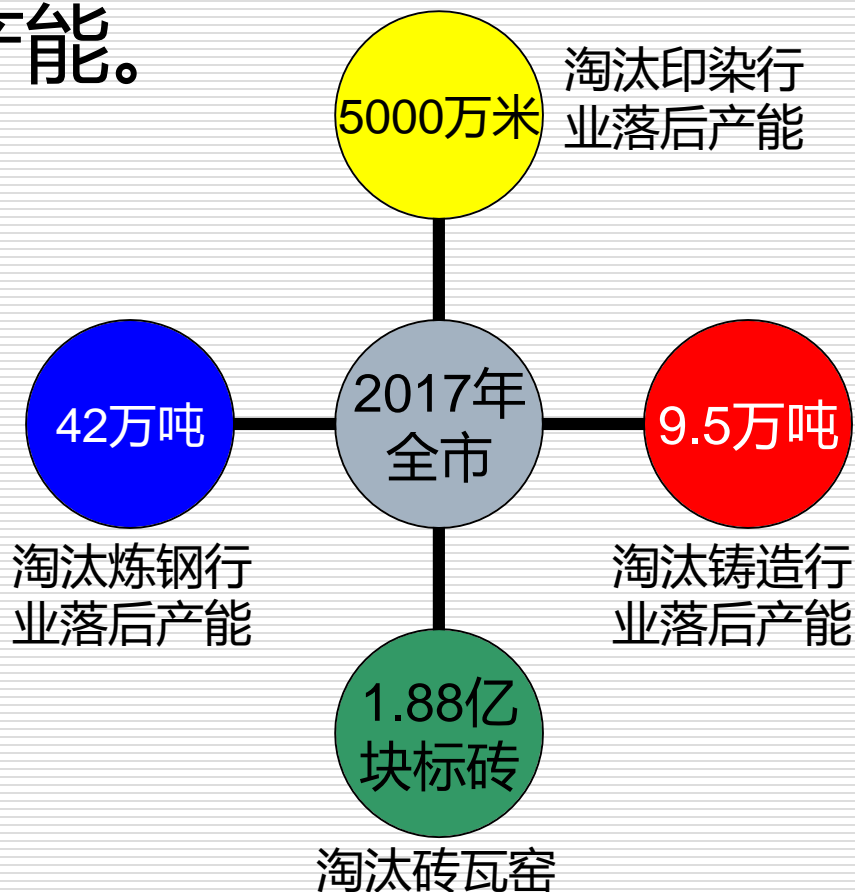 产能。
5000万米
淘汰印染行
业落后产能
42万吨
2017年
全市
9.5万吨
淘汰炼钢行
业落后产能
淘汰铸造行
业落后产能
1.88亿
块标砖
淘汰砖瓦窑